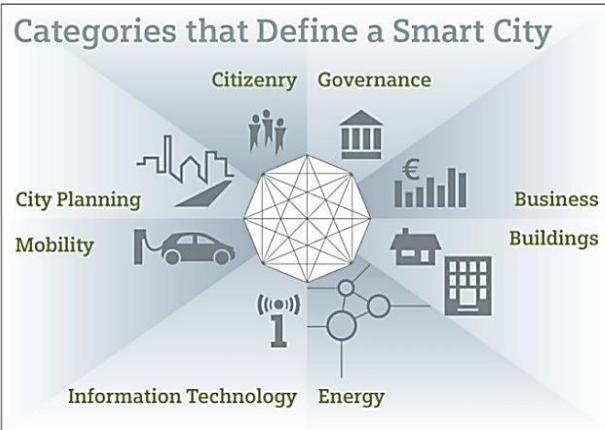 Categories that Define a Smart City
Citizenry
Governance
City Planning
€
Business
Mobility
Buildings
Information Technology
Energy